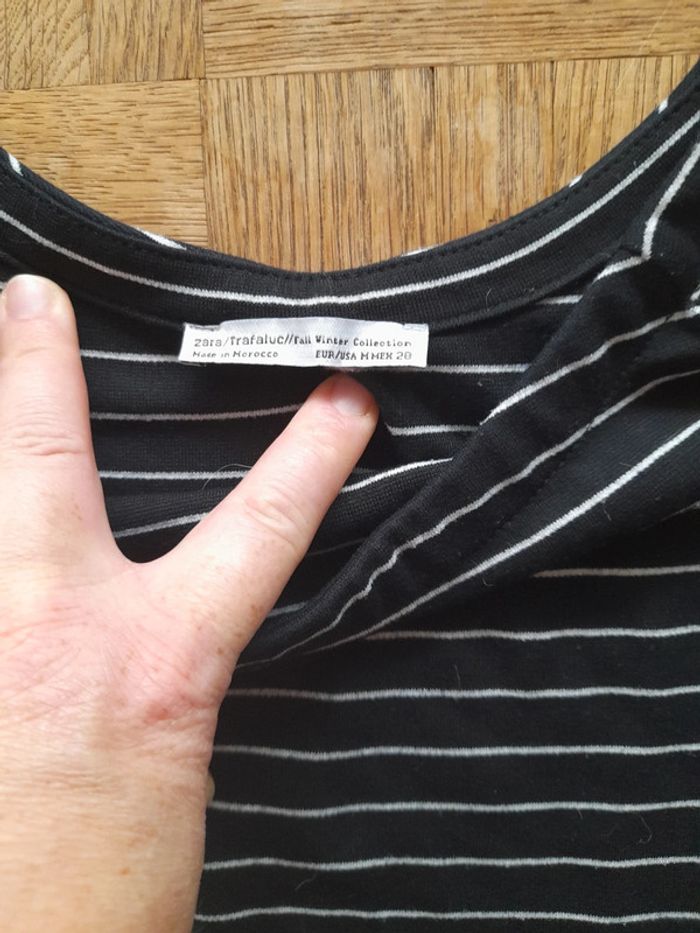 zara/trafaluc//Fall Winter Collection
Made in Morocco EUR/USA M MEX 28